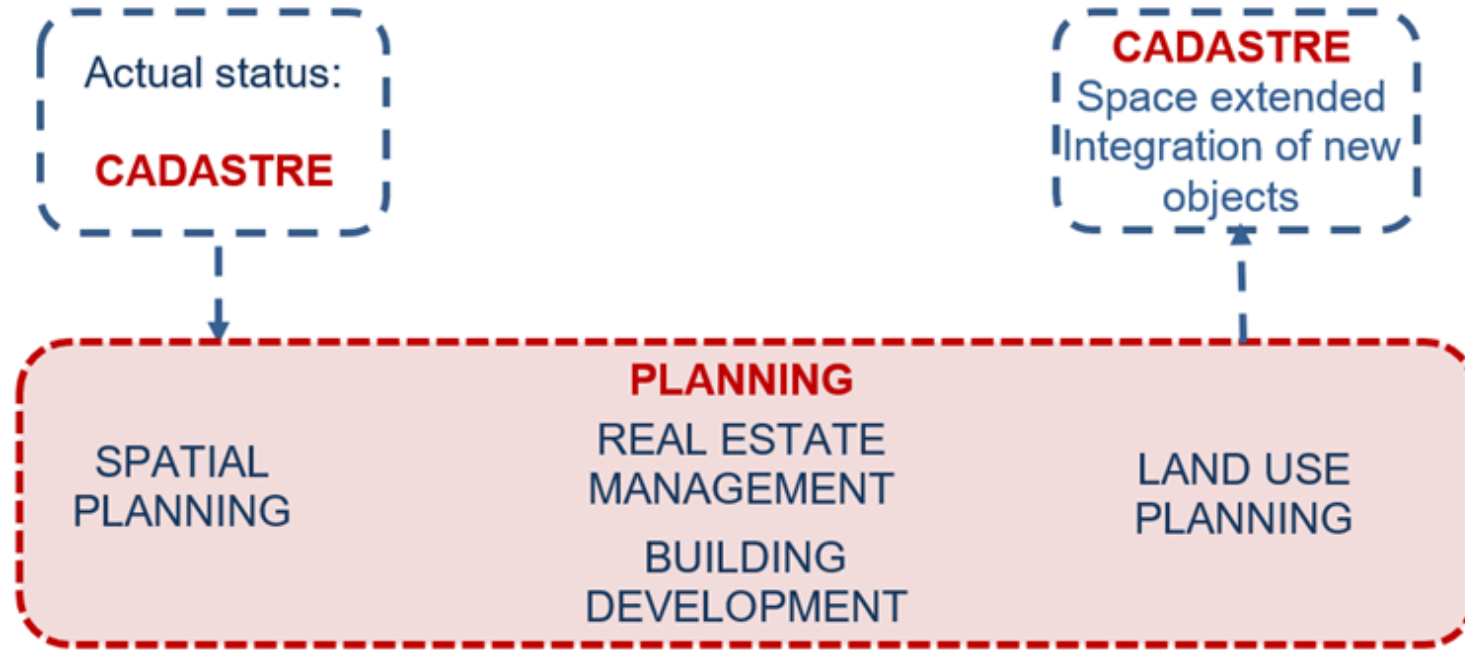 Actual status:
CADASTRE
CADASTRE
Space extended
Integration of new
objects
PLANNING
SPATIAL
PLANNING
REAL ESTATE
MANAGEMENT
BUILDING
DEVELOPMENT
LAND USE
PLANNING